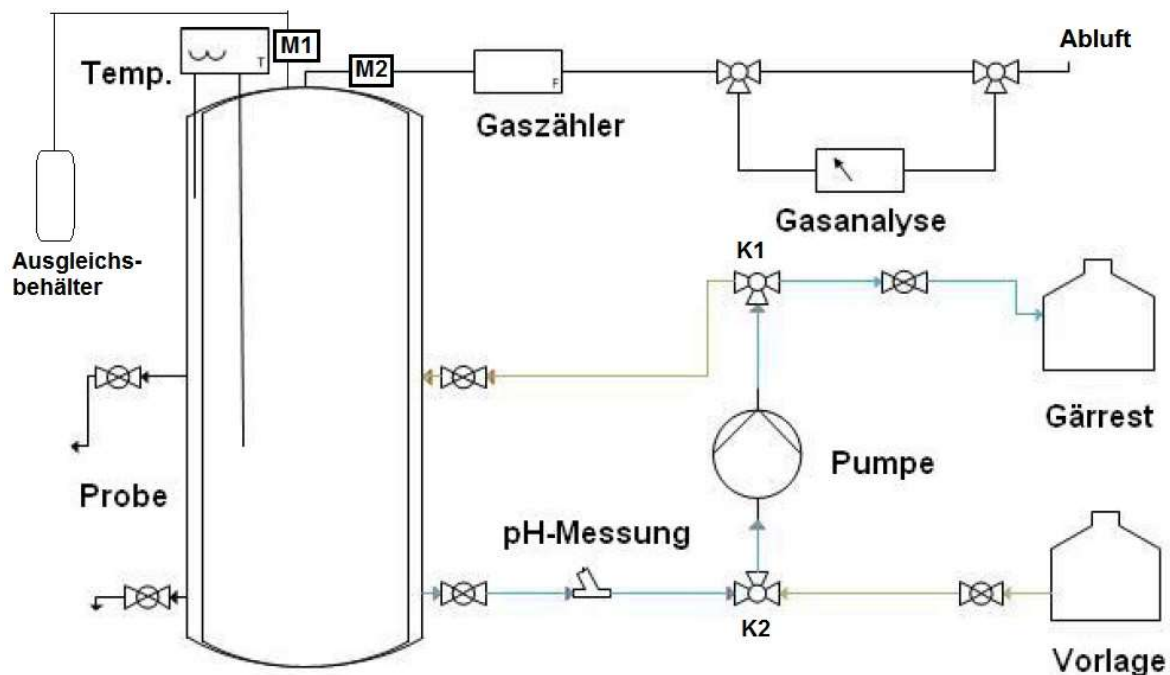 M1
Temp.
T
M2
Abluft
F
Gaszähler
Gasanalyse
Ausgleichs-
behälter
K1
Gärrest
Pumpe
Probe
pH-Messung
K2
Vorlage